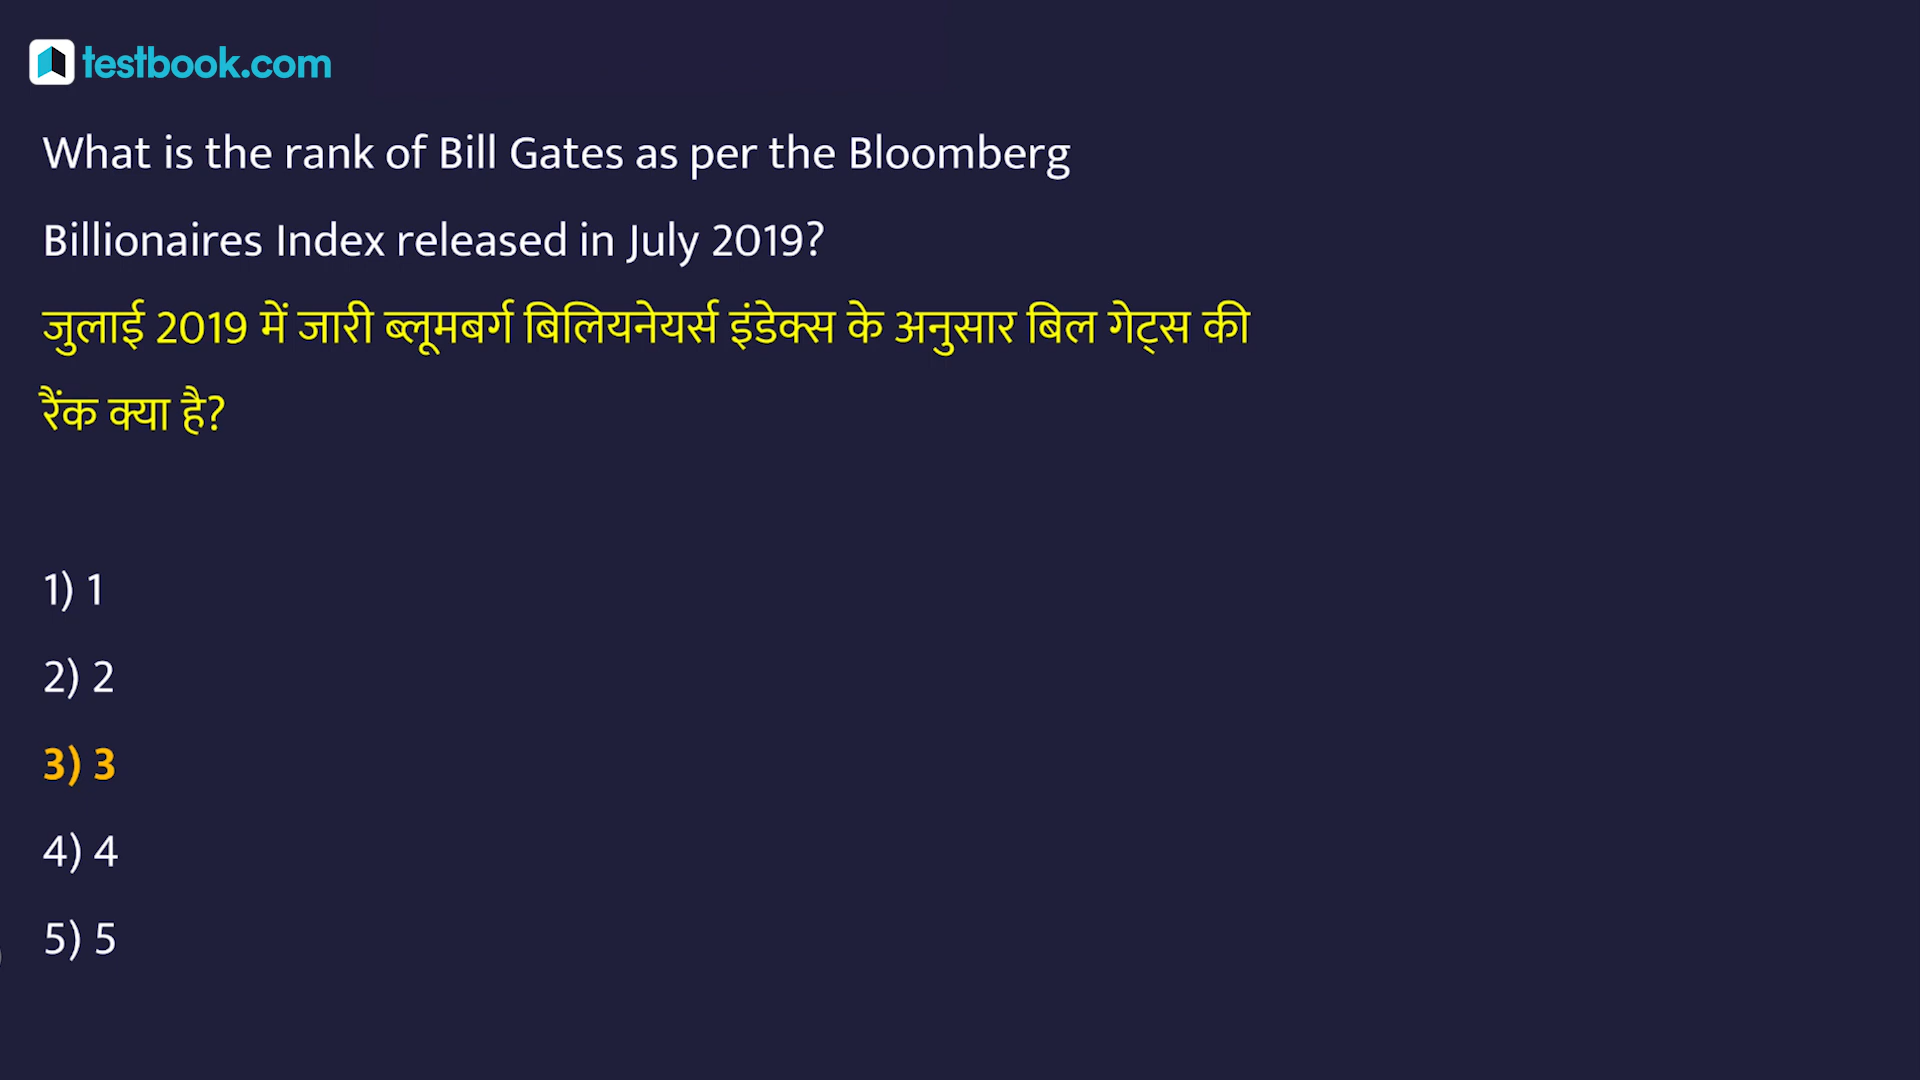 testbook.com
What is the rank of Bill Gates as per the Bloomberg
Billionaires Index released in July 2019?
जुलाई 2019 में जारी ब्लूमबर्ग बिलियनेयर्स इंडेक्स के अनुसार बिल गेट्स की
रैंक क्या है?
1) 1
2) 2
3) 3
4) 4
5) 5